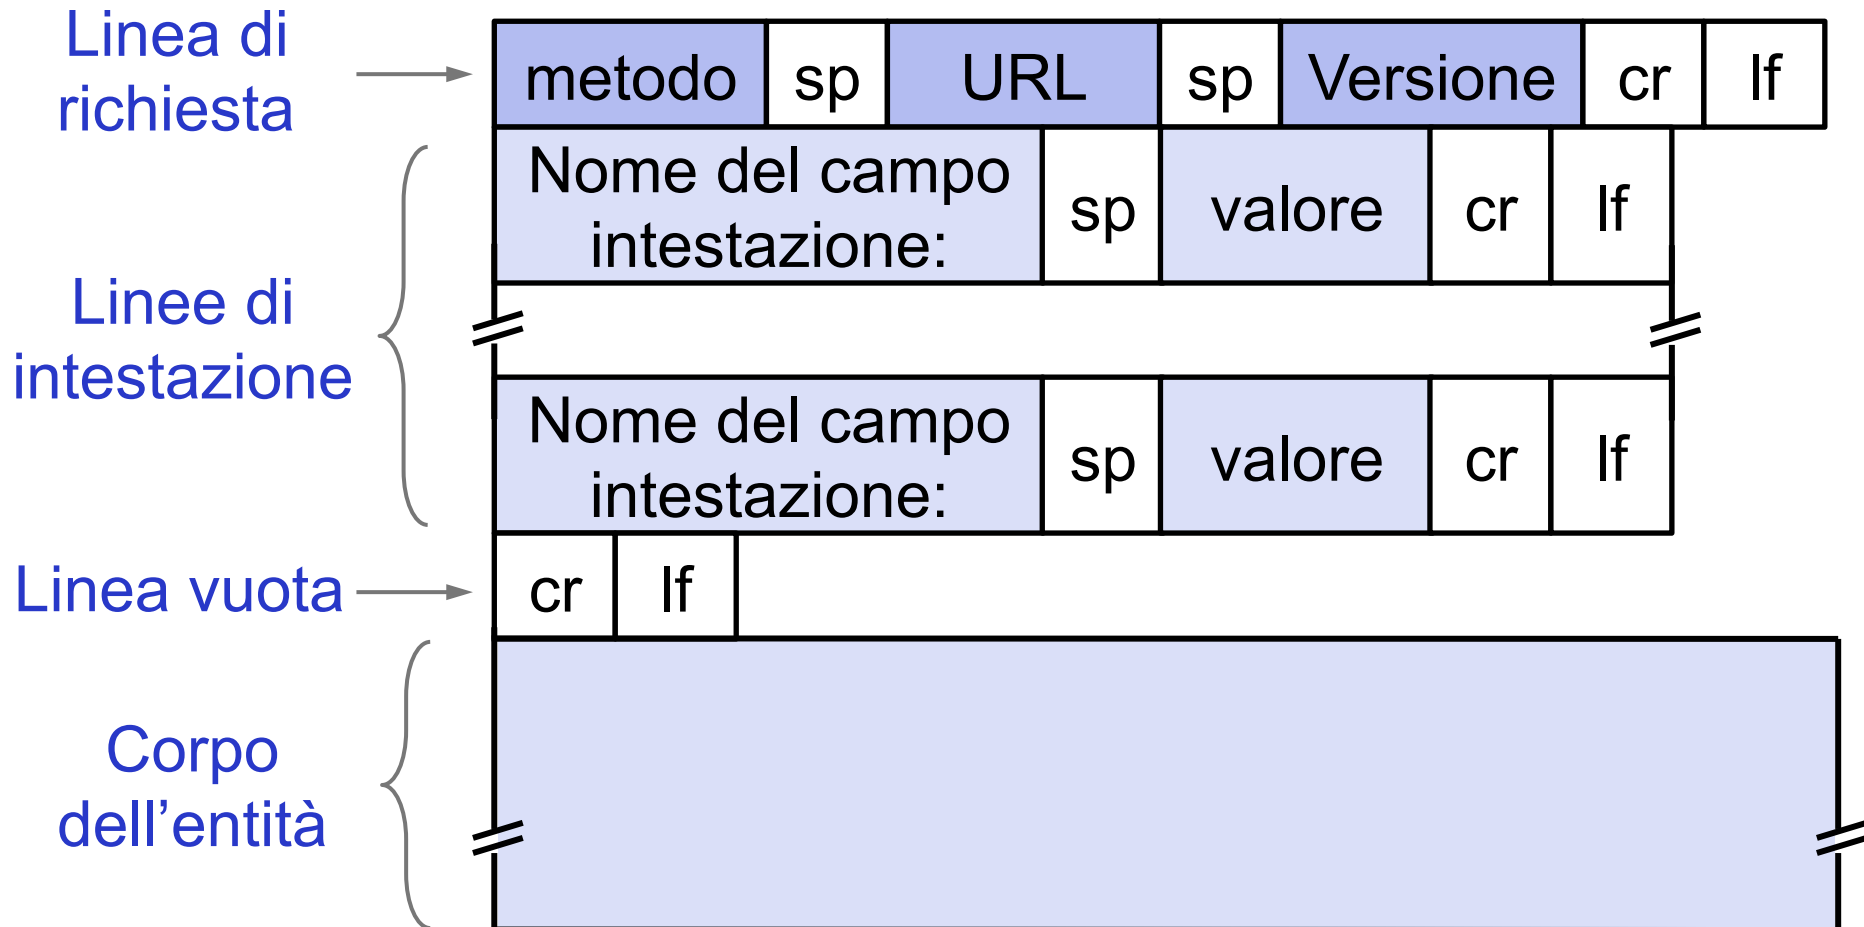 Linea di
richiesta
metodo sp URL sp Versione cr lf
Linee di
intestazione
Nome del campo
intestazione:
sp valore cr lf
Nome del campo
intestazione:
sp valore cr lf
Linea vuota
cr lf
Corpo
dell’entità